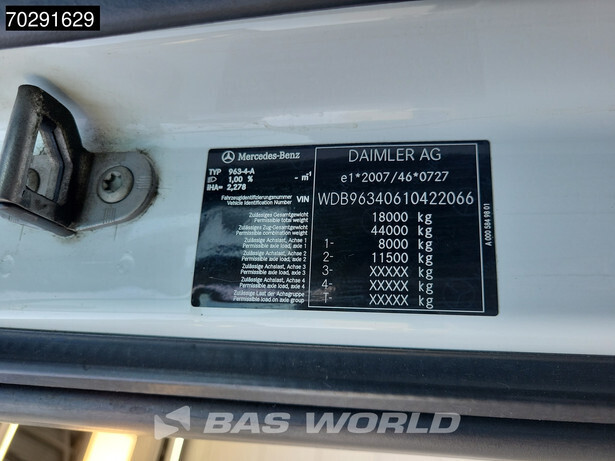 70291629
Mercedes-Benz
DAIMLER AG
TYP 963-4-A
1,00 % - m⁻¹
e1*2007/46*0727
IHA= 2,278
Fahrzeugidentifizierungsnummer
Vehicle Identification Number VIN
WDB96340610422066
Zulässiges Gesamtgewicht
Permissible total weight
18000 kg
Zulässiges Zug-Gesamtgewicht
Permissible comb. weight
44000 kg
Zulässige Achslast, Achse 1
Permissible axle load, axle 1
1- 8000 kg
Zulässige Achslast, Achse 2
Permissible axle load, axle 2
2- 11500 kg
Zulässige Achslast, Achse 3
Permissible axle load, axle 3
3- XXXXX kg
Zulässige Achslast, Achse 4
Permissible axle load, axle 4
4- XXXXX kg
Zulässige Last der Achsgruppe
Permissible load on axle group
T- XXXXX kg
A 000 584 98 01
BAS WORLD